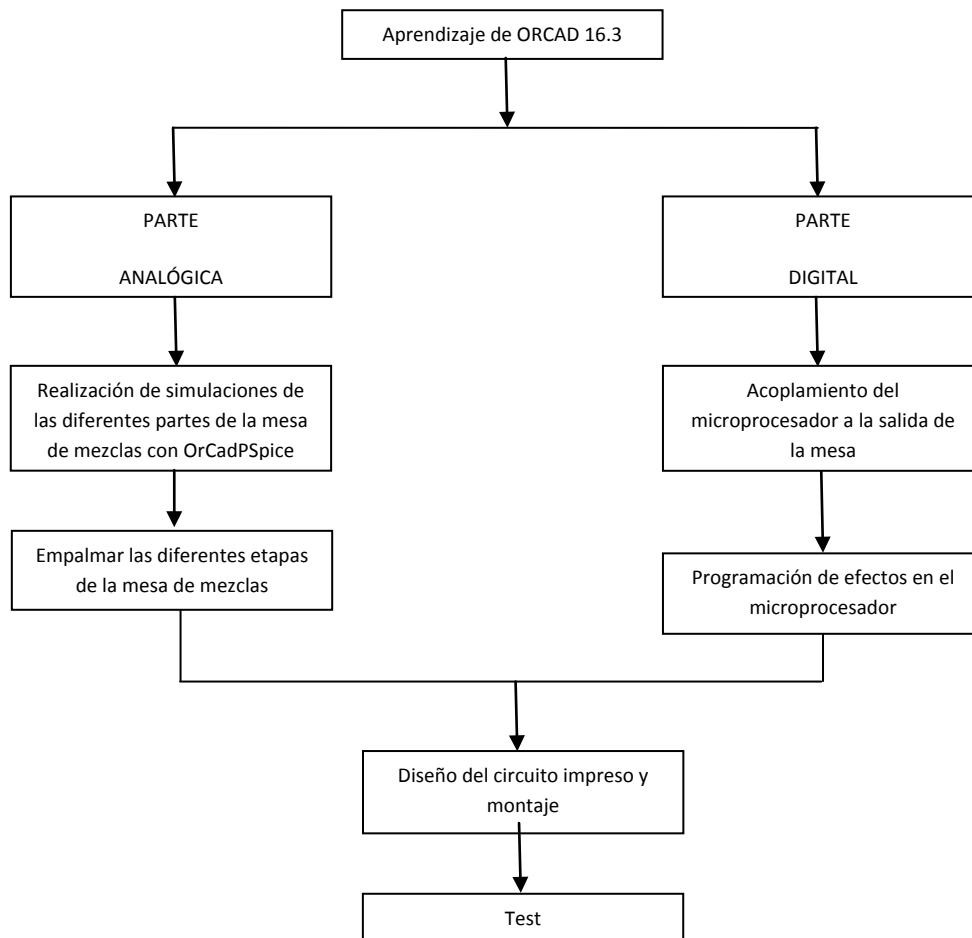 Aprendizaje de ORCAD 16.3
PARTE
ANALÓGICA
PARTE
DIGITAL
Realización de simulaciones de
las diferentes partes de la mesa
de mezclas con OrCadPSpice
Acoplamiento del
microprocesador a la salida de
la mesa
Empalmar las diferentes etapas
de la mesa de mezclas
Programación de efectos en el
microprocesador
Diseño del circuito impreso y
montaje
Test